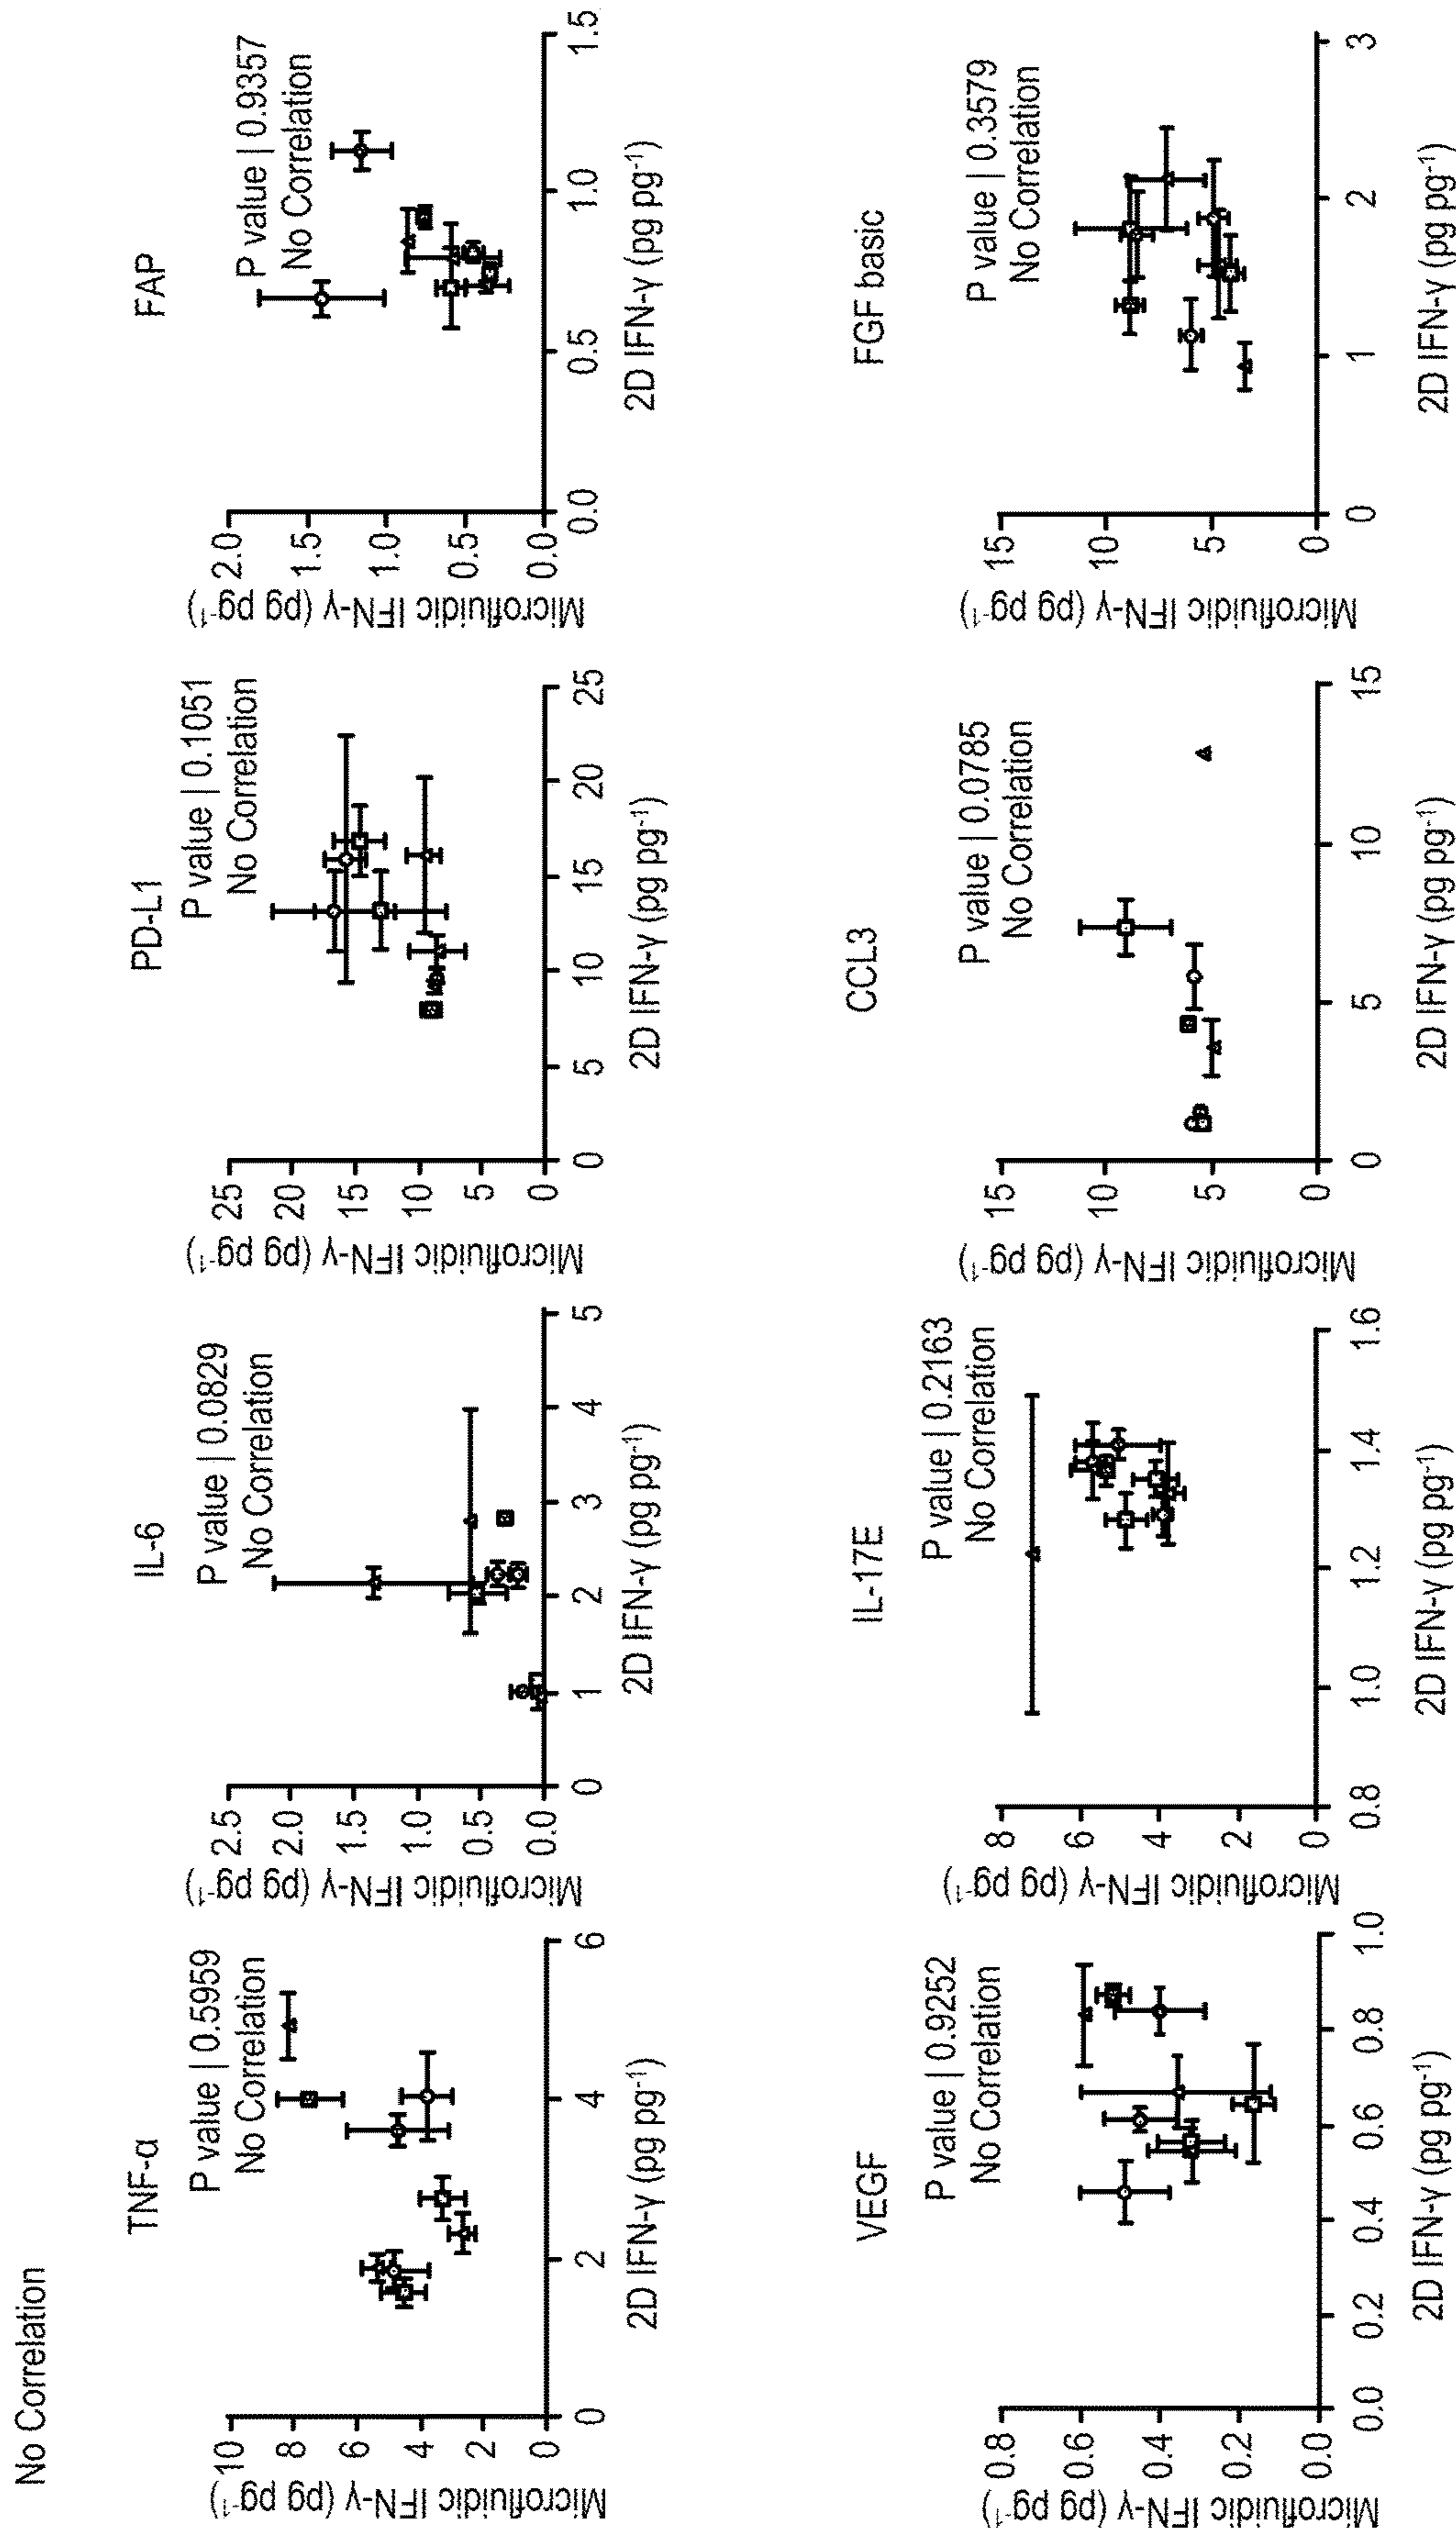 No Correlation
TNF-α
P value | 0.5959
No Correlation
Microfluidic IFN-γ (pg pg⁻¹)
10
8
6
4
2
0
0
2
4
6
2D IFN-γ (pg pg⁻¹)
IL-6
P value | 0.0829
No Correlation
Microfluidic IFN-γ (pg pg⁻¹)
2.5
2.0
1.5
1.0
0.5
0.0
0
1
2
3
4
5
2D IFN-γ (pg pg⁻¹)
PD-L1
P value | 0.1051
No Correlation
Microfluidic IFN-γ (pg pg⁻¹)
25
20
15
10
5
0
0
5
10
15
20
25
2D IFN-γ (pg pg⁻¹)
FAP
P value | 0.9357
No Correlation
Microfluidic IFN-γ (pg pg⁻¹)
2.0
1.5
1.0
0.5
0.0
0.0
0.5
1.0
1.5
2D IFN-γ (pg pg⁻¹)
VEGF
P value | 0.9252
No Correlation
Microfluidic IFN-γ (pg pg⁻¹)
0.8
0.6
0.4
0.2
0.0
0.0
0.2
0.4
0.6
0.8
1.0
2D IFN-γ (pg pg⁻¹)
IL-17E
P value | 0.2163
No Correlation
Microfluidic IFN-γ (pg pg⁻¹)
8
6
4
2
0
0.8
1.0
1.2
1.4
1.6
2D IFN-γ (pg pg⁻¹)
CCL3
P value | 0.0785
No Correlation
Microfluidic IFN-γ (pg pg⁻¹)
15
10
5
0
0
5
10
15
2D IFN-γ (pg pg⁻¹)
FGF basic
P value | 0.3579
No Correlation
Microfluidic IFN-γ (pg pg⁻¹)
15
10
5
0
0
1
2
3
2D IFN-γ (pg pg⁻¹)